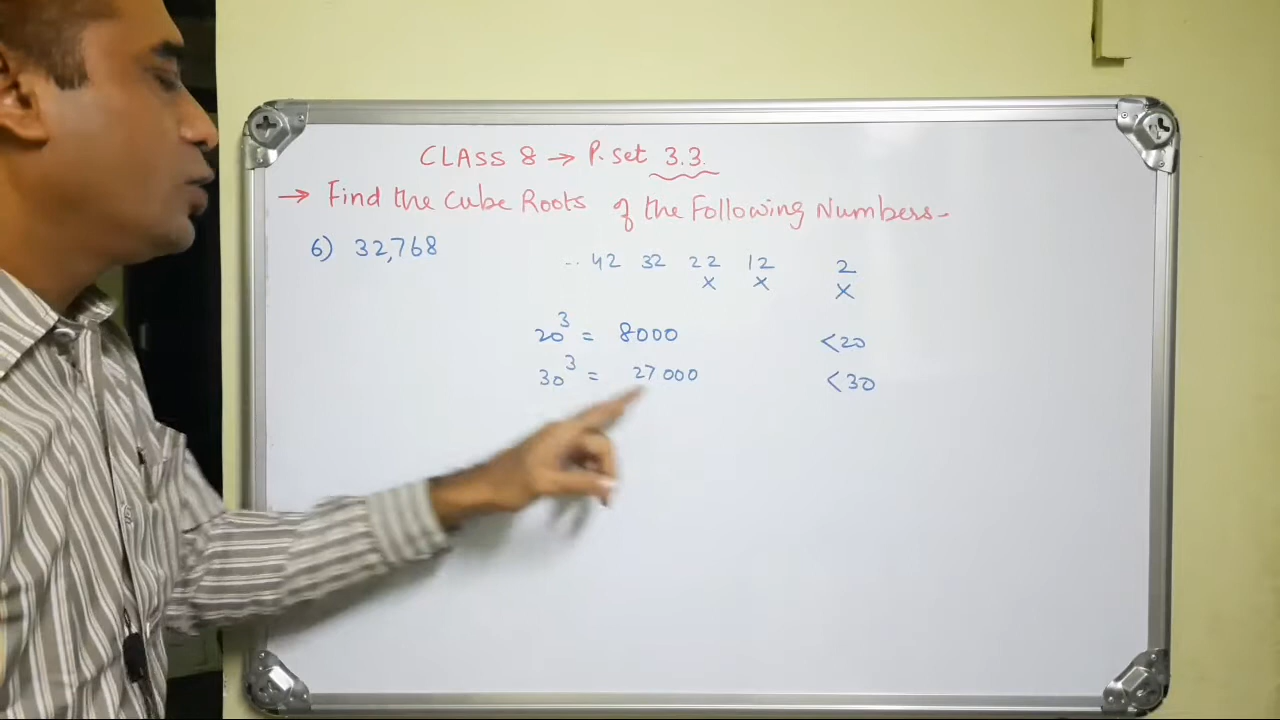 CLASS 8 → P. Set 3.3.
→ Find the Cube Roots of the Following Numbers.
6) 32,768
.. 42 32 22 12 2
x x x
20³ = 8000 <20
30³ = 27000 <30